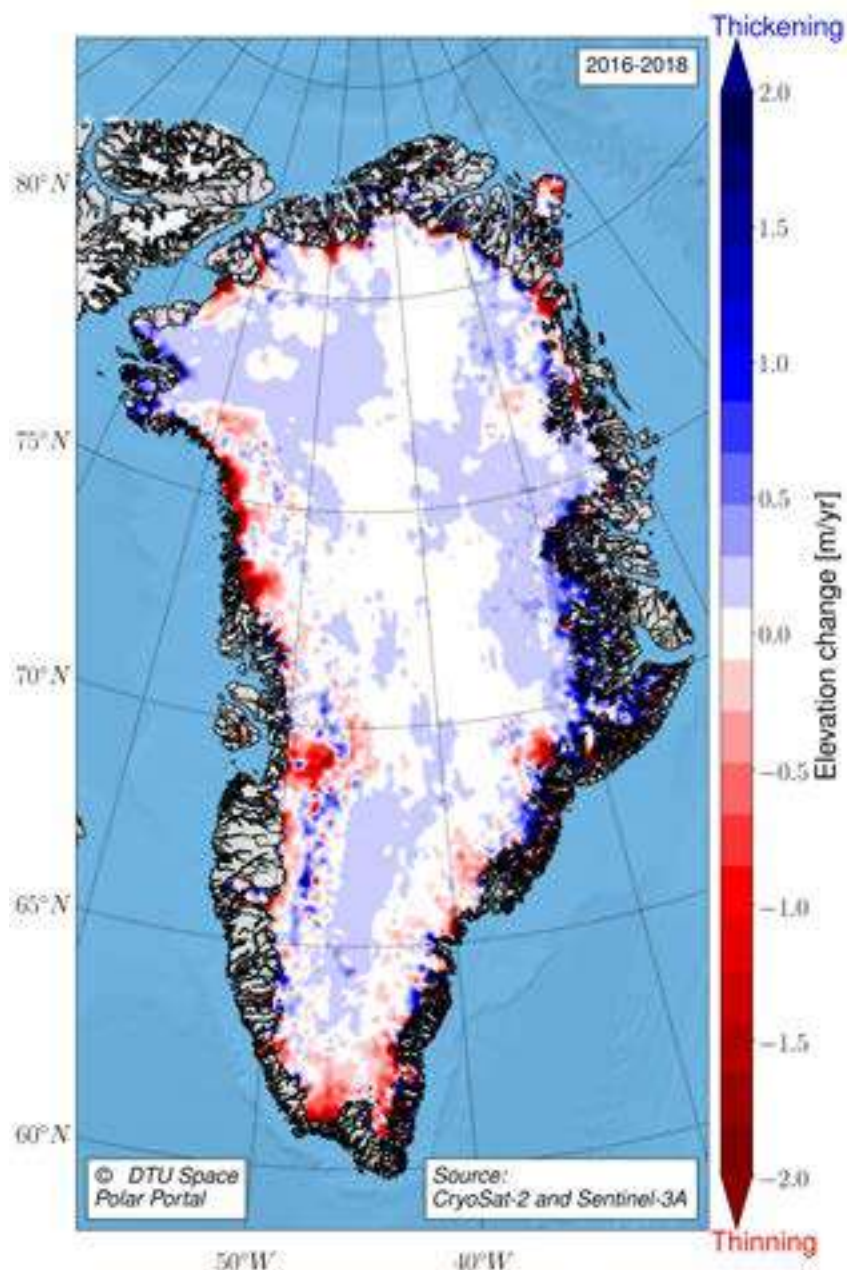 Thickening
2016-2018
2.0
80°N
1.5
1.0
75°N
0.5
0.0
70°N
Elevation change [m/yr]
−0.5
65°N
−1.0
−1.5
60°N
© DTU Space
Polar Portal
Source:
CryoSat-2 and Sentinel-3A
−2.0
Thinning
50°W
40°W